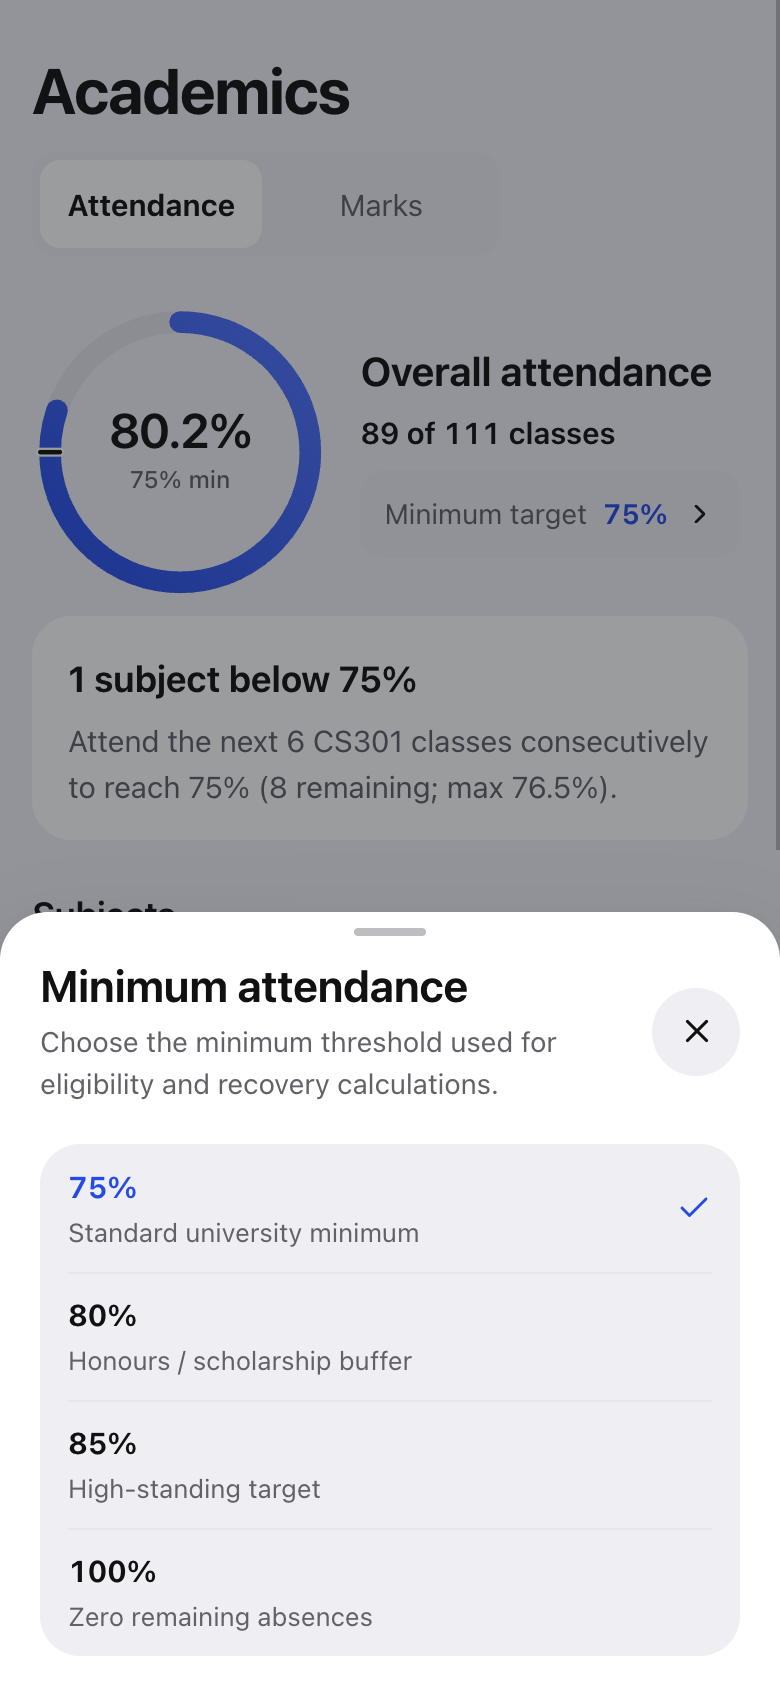 Academics
Attendance
Marks
80.2%
75% min
Overall attendance
89 of 111 classes
Minimum target 75%
1 subject below 75%
Attend the next 6 CS301 classes consecutively
to reach 75% (8 remaining; max 76.5%).
Subjects
Minimum attendance
Choose the minimum threshold used for
eligibility and recovery calculations.
75%
Standard university minimum
80%
Honours / scholarship buffer
85%
High-standing target
100%
Zero remaining absences